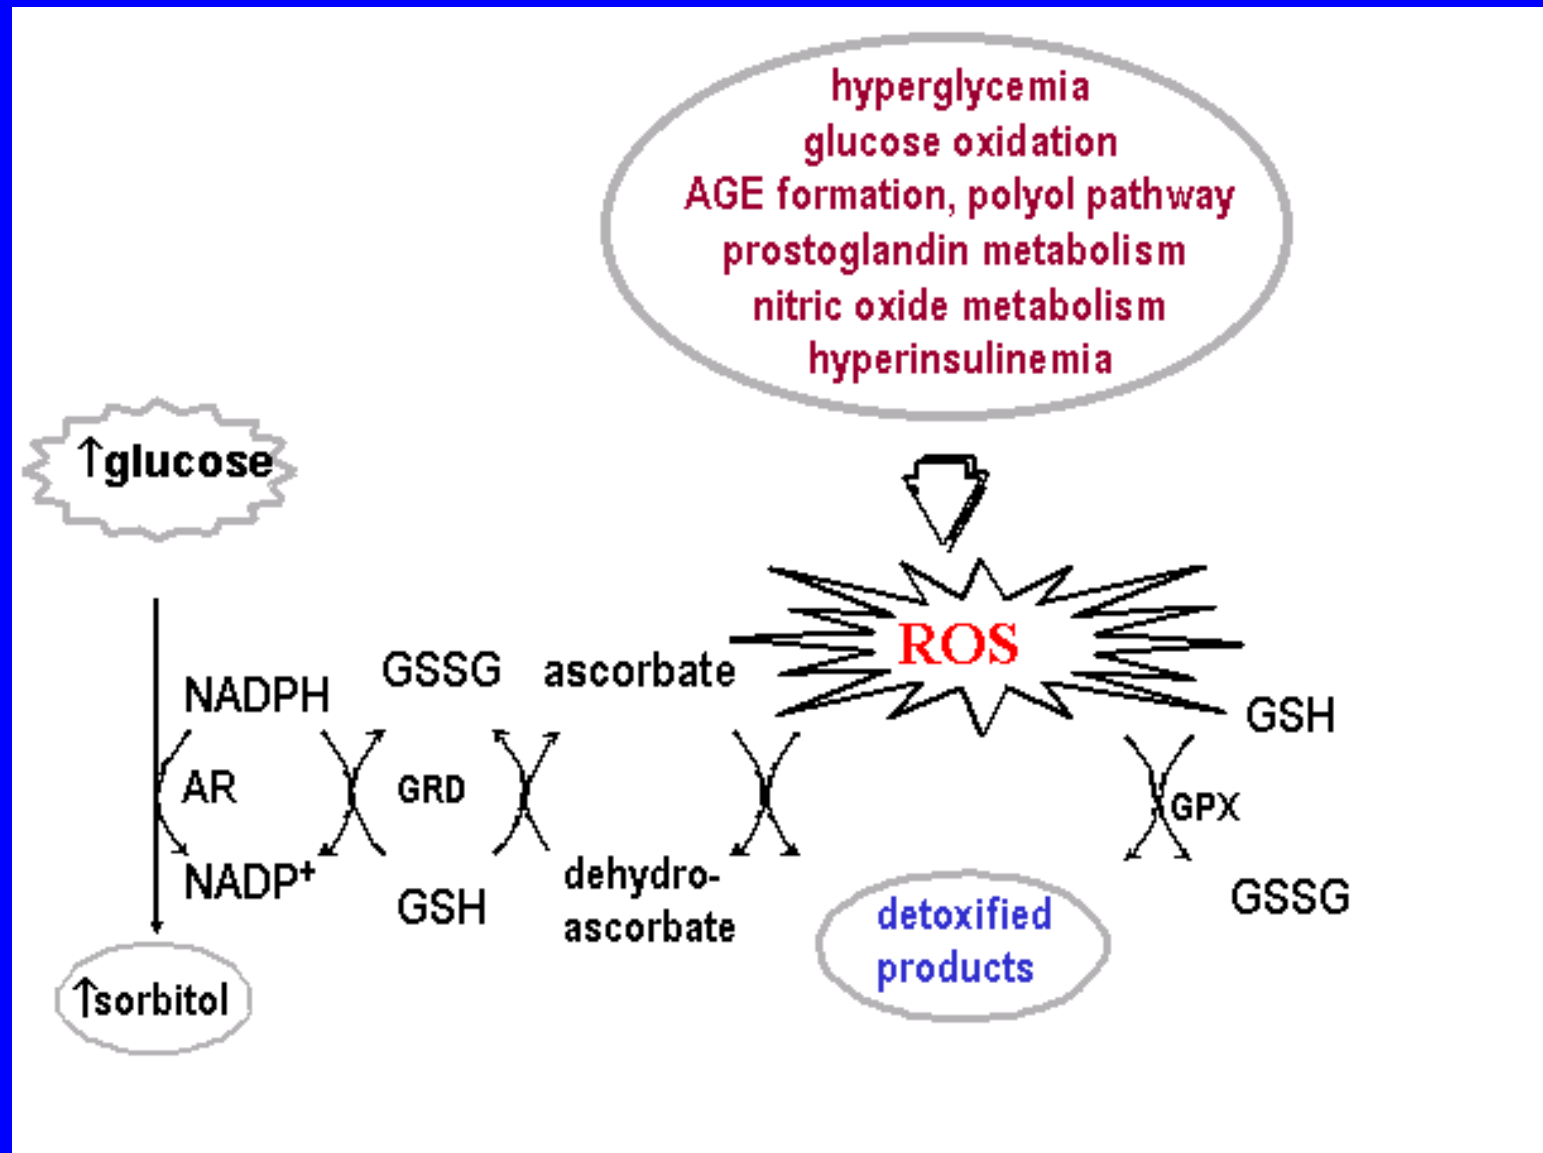 hyperglycemia
glucose oxidation
AGE formation, polyol pathway
prostoglandin metabolism
nitric oxide metabolism
hyperinsulinemia
↑glucose
ROS
NADPH
GSSG
ascorbate
GSH
AR
GRD
GPX
NADP⁺
GSH
dehydro-
ascorbate
detoxified
products
GSSG
↑sorbitol